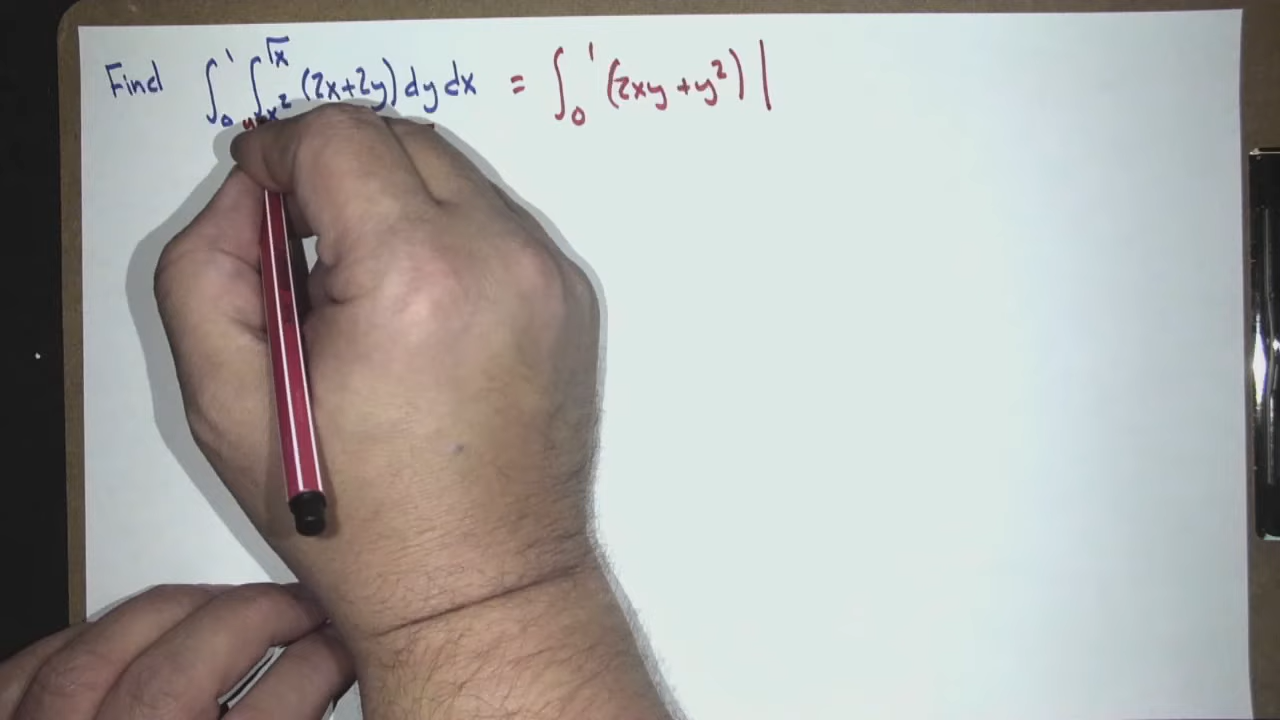 Find ∫₀¹ ∫_{x²}^{√x} (2x+2y) dy dx = ∫₀¹ (2xy + y²) |